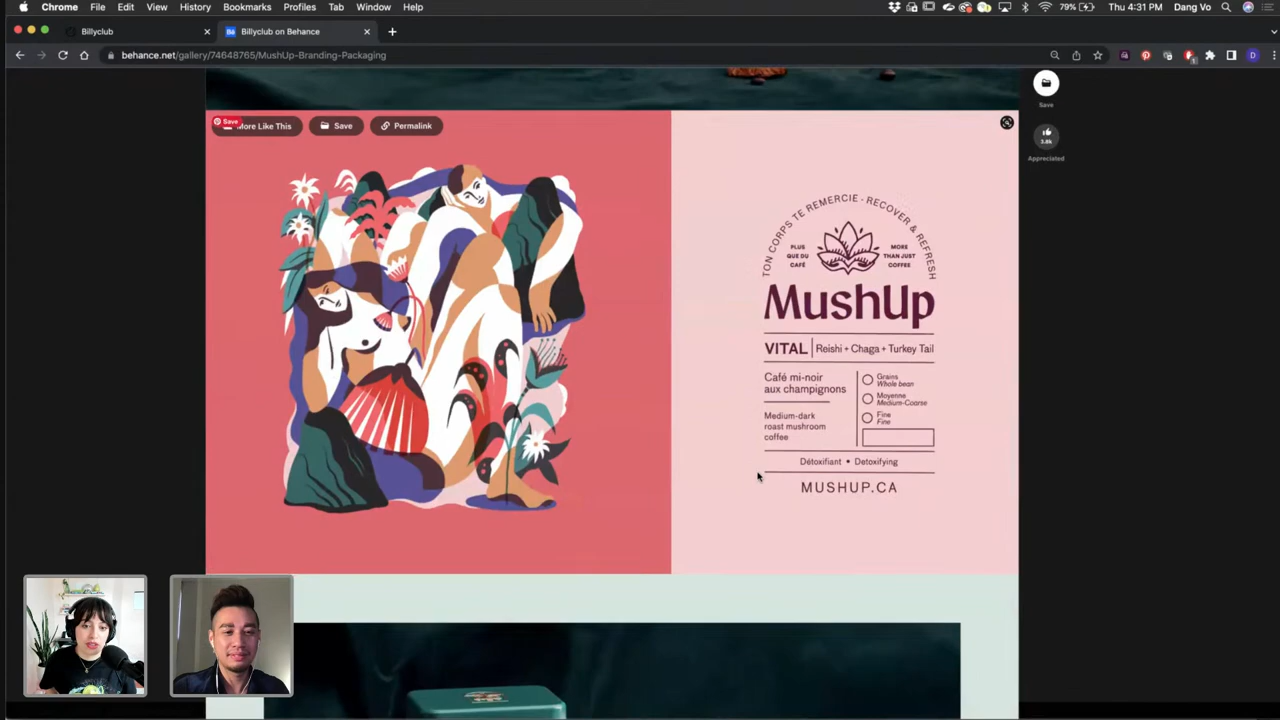 Chrome File Edit View History Bookmarks Profiles Tab Window Help
79% Thu 4:31 PM Dang Vo
Billyclub
Billyclub on Behance
behance.net/gallery/74648765/MushUp-Branding-Packaging
Save
More Like This
Save
Permalink
Save
3.8k
Appreciated
TON CORPS TE REMERCIE · RECOVER & REFRESH
PLUS
QUE DU
CAFÉ
MORE
THAN JUST
COFFEE
MushUp
VITAL | Reishi + Chaga + Turkey Tail
Café mi-noir
aux champignons
Medium-dark
roast mushroom
coffee
Grains
Whole bean
Moyenne
Medium-Coarse
Fine
Fine
Détoxifiant • Detoxifying
MUSHUP.CA